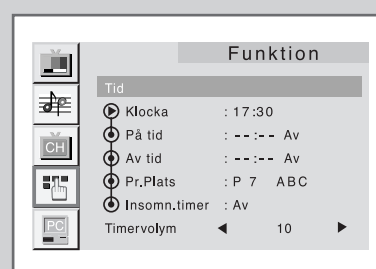 Funktion
Tid
Klocka : 17:30
På tid : --:-- Av
Av tid : --:-- Av
Pr.Plats : P 7 ABC
Insomn.timer : Av
Timervolym ◀ 10 ▶
CH
PC